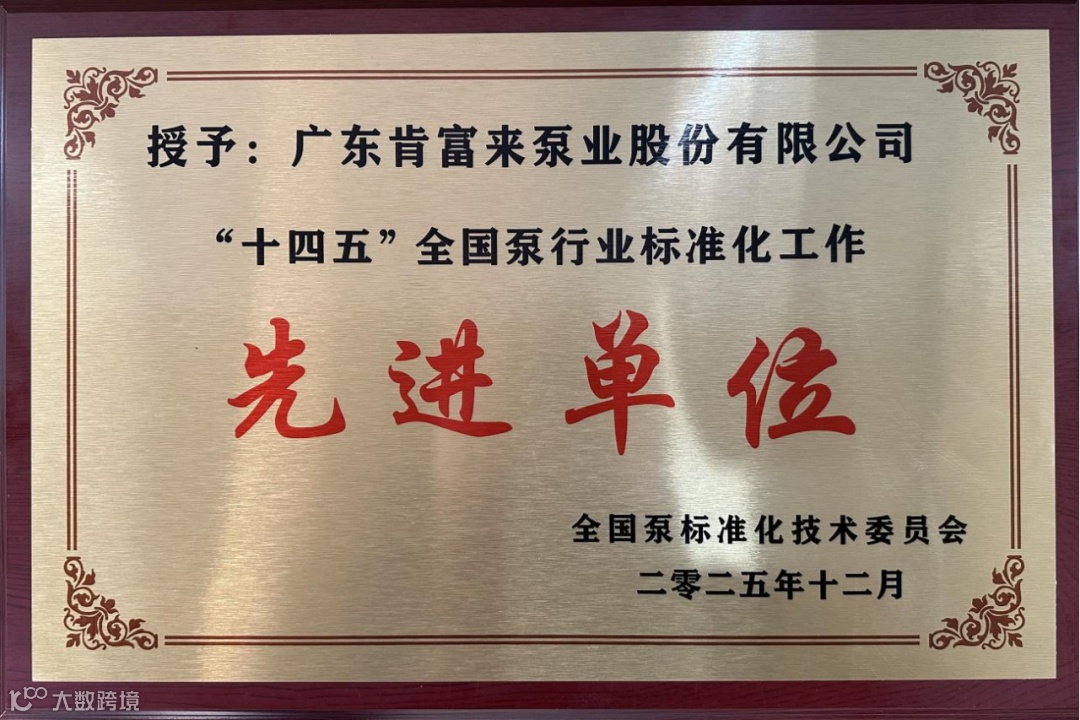 授予：广东肯富来泵业股份有限公司
“十四五”全国泵行业标准化工作
先进单位
全国泵标准化技术委员会
二零二五年十二月
大数跨境